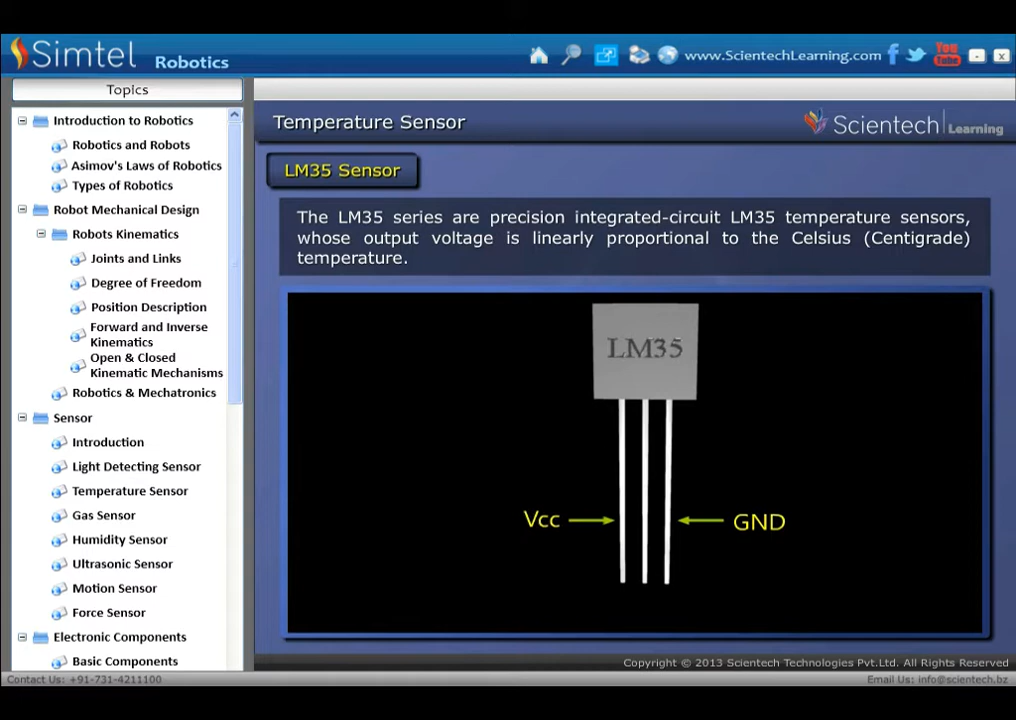 Simtel Robotics
www.ScientechLearning.com
You Tube
Topics
Introduction to Robotics
Robotics and Robots
Asimov's Laws of Robotics
Types of Robotics
Robot Mechanical Design
Robots Kinematics
Joints and Links
Degree of Freedom
Position Description
Forward and Inverse
Kinematics
Open & Closed
Kinematic Mechanisms
Robotics & Mechatronics
Sensor
Introduction
Light Detecting Sensor
Temperature Sensor
Gas Sensor
Humidity Sensor
Ultrasonic Sensor
Motion Sensor
Force Sensor
Electronic Components
Basic Components
Temperature Sensor
Scientech Learning
LM35 Sensor
The LM35 series are precision integrated-circuit LM35 temperature sensors,
whose output voltage is linearly proportional to the Celsius (Centigrade)
temperature.
LM35
Vcc
GND
Copyright © 2013 Scientech Technologies Pvt.Ltd. All Rights Reserved
Contact Us: +91-731-4211100
Email Us: info@scientech.bz